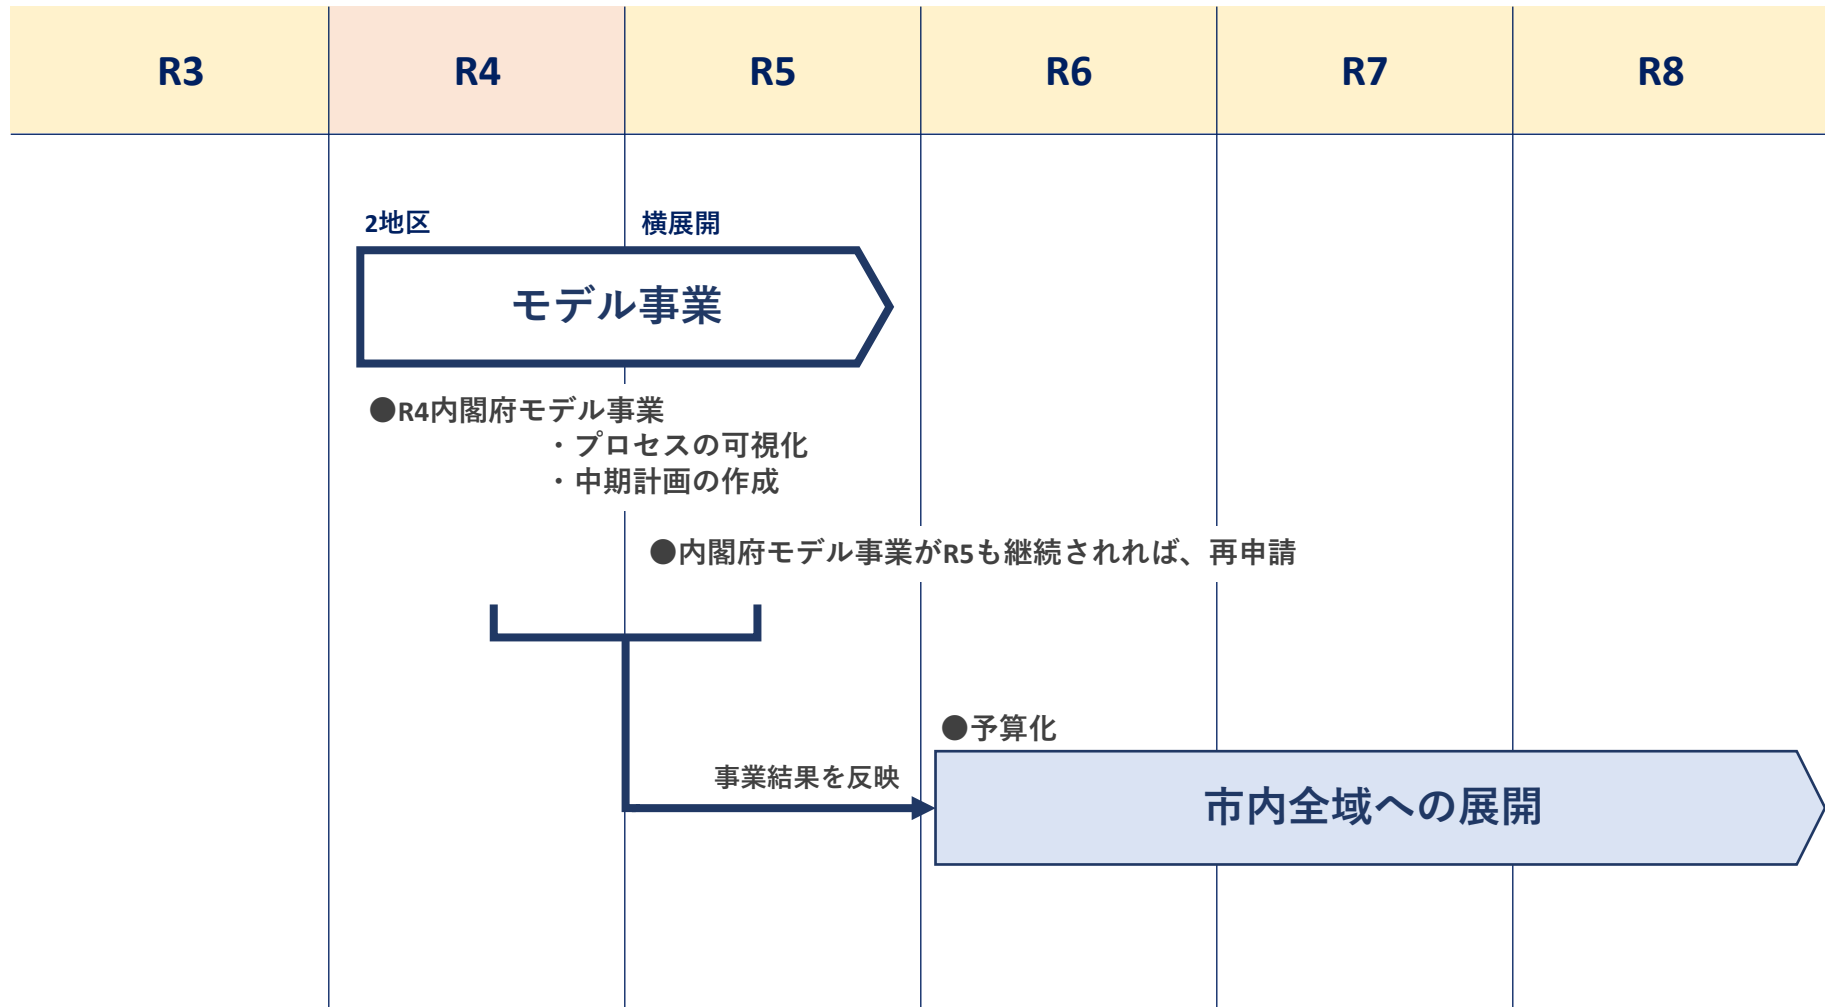 R3 R4 R5 R6 R7 R8
2地区 横展開
モデル事業
●R4内閣府モデル事業
・プロセスの可視化
・中期計画の作成
●内閣府モデル事業がR5も継続されれば、再申請
●予算化
事業結果を反映
市内全域への展開